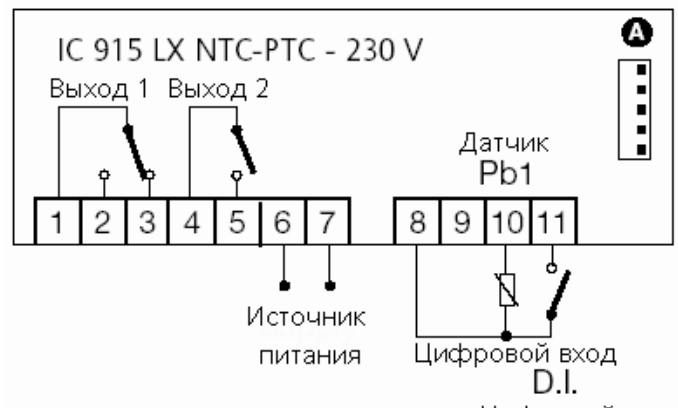 IC 915 LX NTC-PTC - 230 V
A
Выход 1 Выход 2
Датчик
Pb1
1 2 3 4 5 6 7 8 9 10 11
Источник
питания
Цифровой вход
D.I.